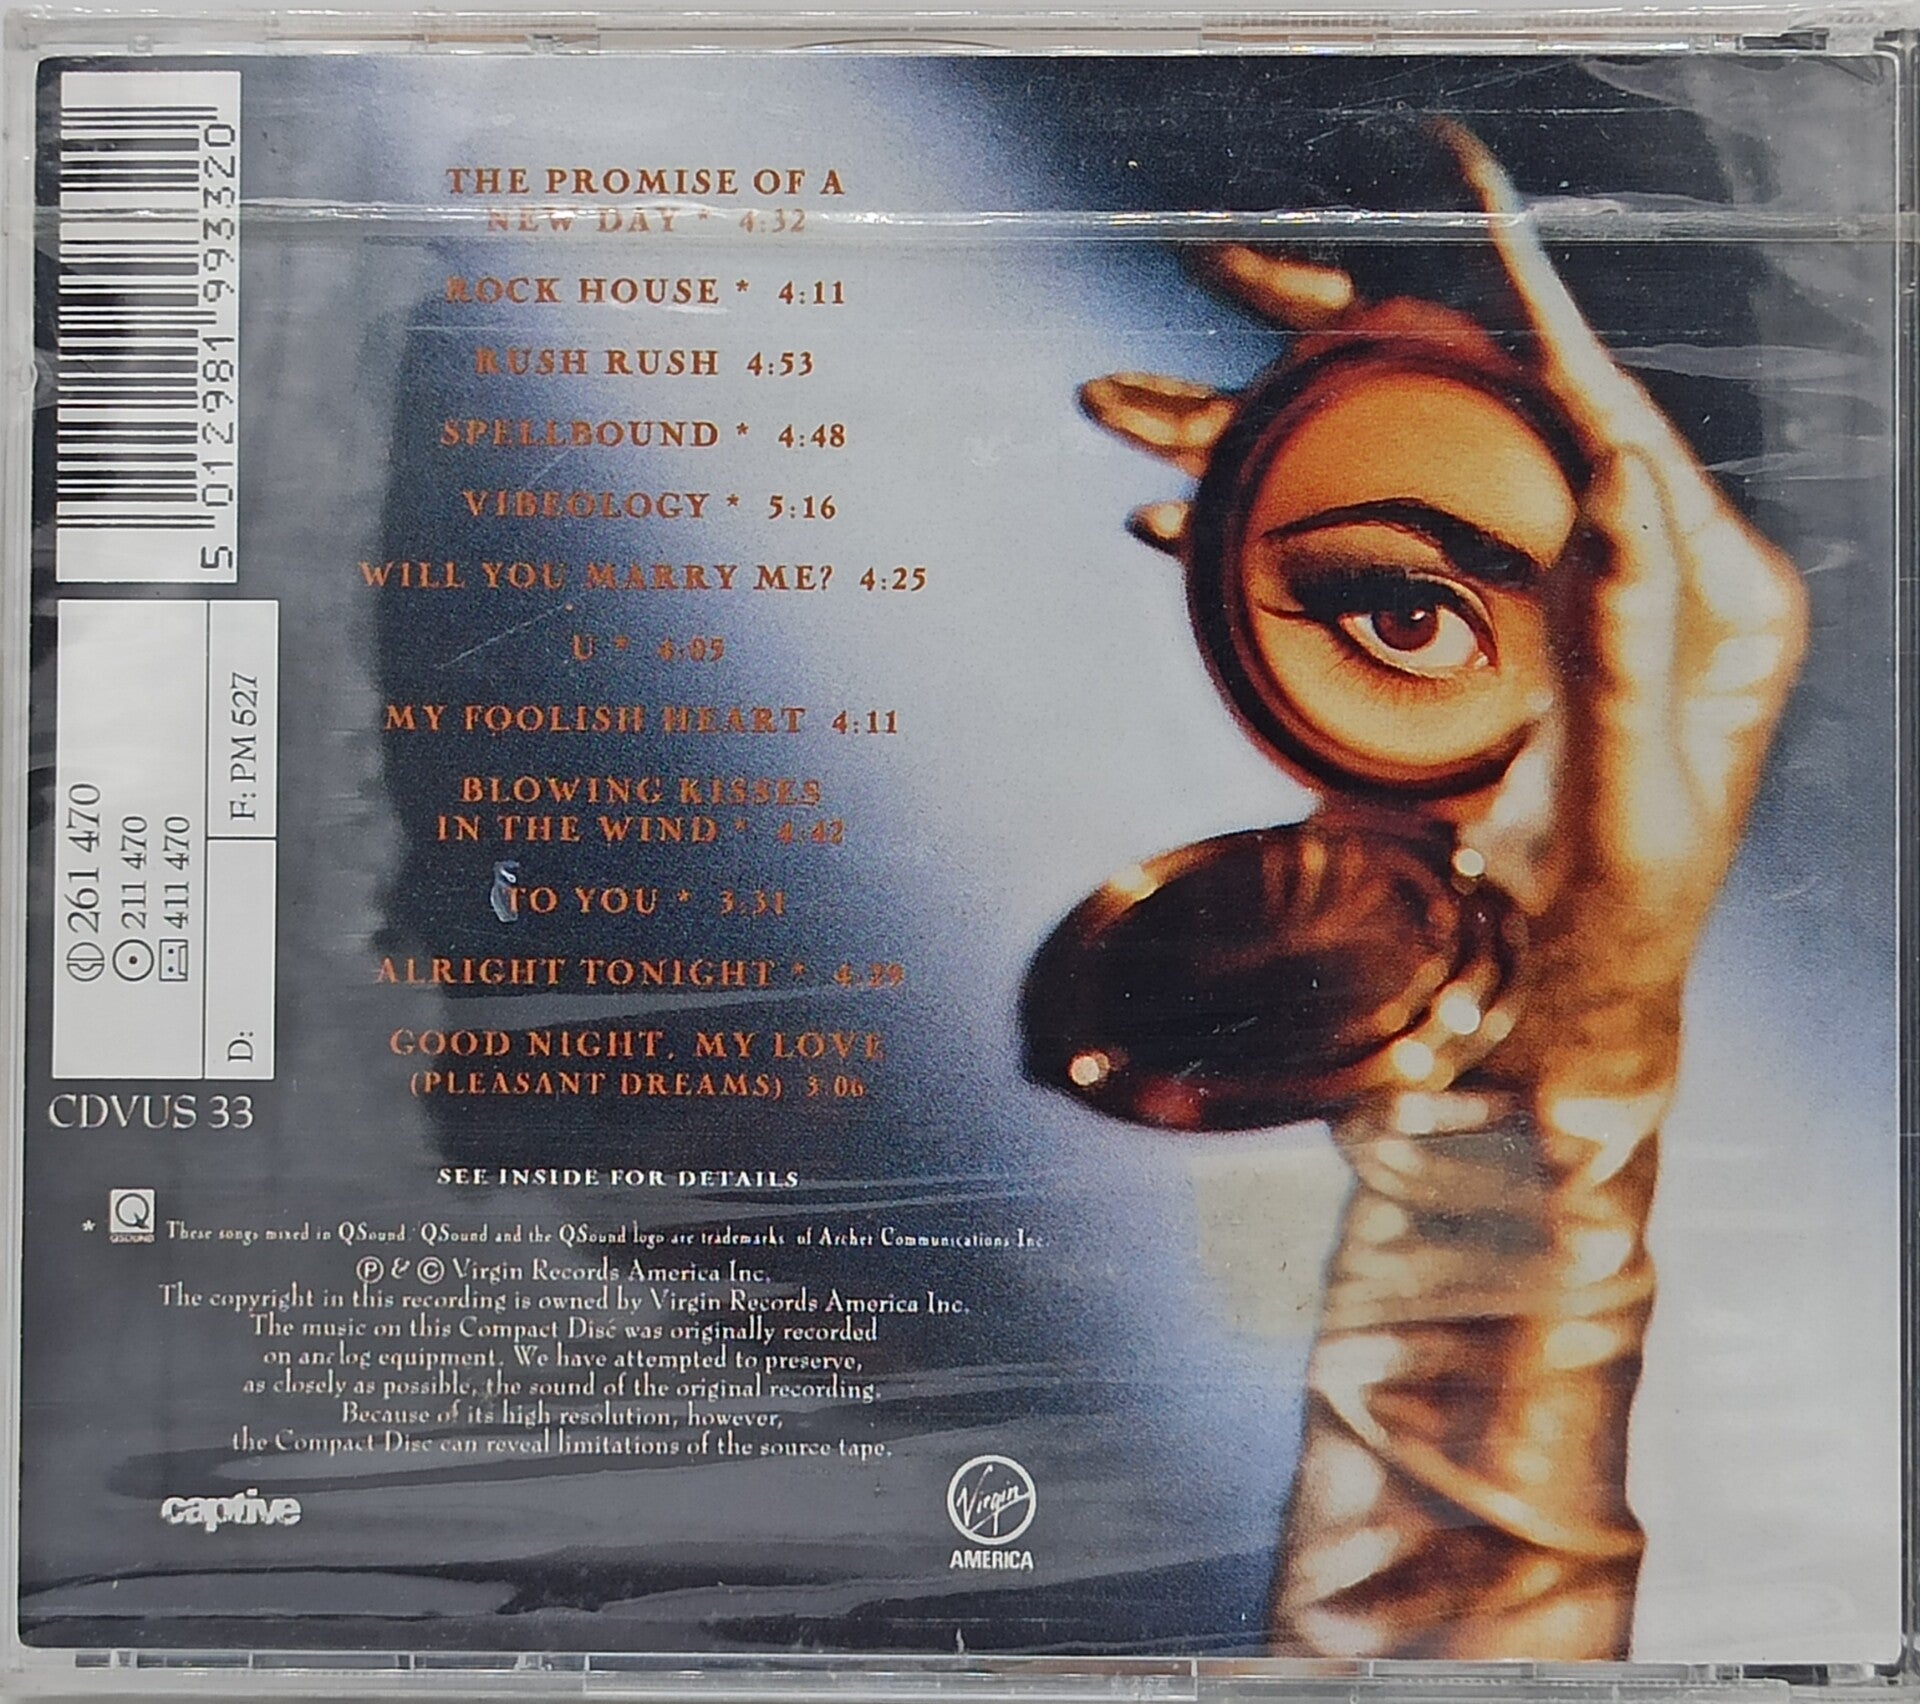 THE PROMISE OF A
NEW DAY * 4:32
ROCK HOUSE * 4:11
RUSH RUSH 4:53
SPELLBOUND * 4:48
VIBEOLOGY * 5:16
WILL YOU MARRY ME? 4:25
U * 4:05
MY FOOLISH HEART 4:11
BLOWING KISSES
IN THE WIND * 4:42
TO YOU * 3:31
ALRIGHT TONIGHT * 4:29
GOOD NIGHT, MY LOVE
(PLEASANT DREAMS) 3:06
SEE INSIDE FOR DETAILS
5 012981 993320
F: PM 527
D:
CD 261 470
211 470
411 470
CDVUS 33
* Q QSOUND These songs mixed in QSound. QSound and the QSound logo are trademarks of Archer Communications Inc.
Ⓟ & © Virgin Records America Inc.
The copyright in this recording is owned by Virgin Records America Inc.
The music on this Compact Disc was originally recorded
on analog equipment. We have attempted to preserve,
as closely as possible, the sound of the original recording.
Because of its high resolution, however,
the Compact Disc can reveal limitations of the source tape.
captive
Virgin
AMERICA